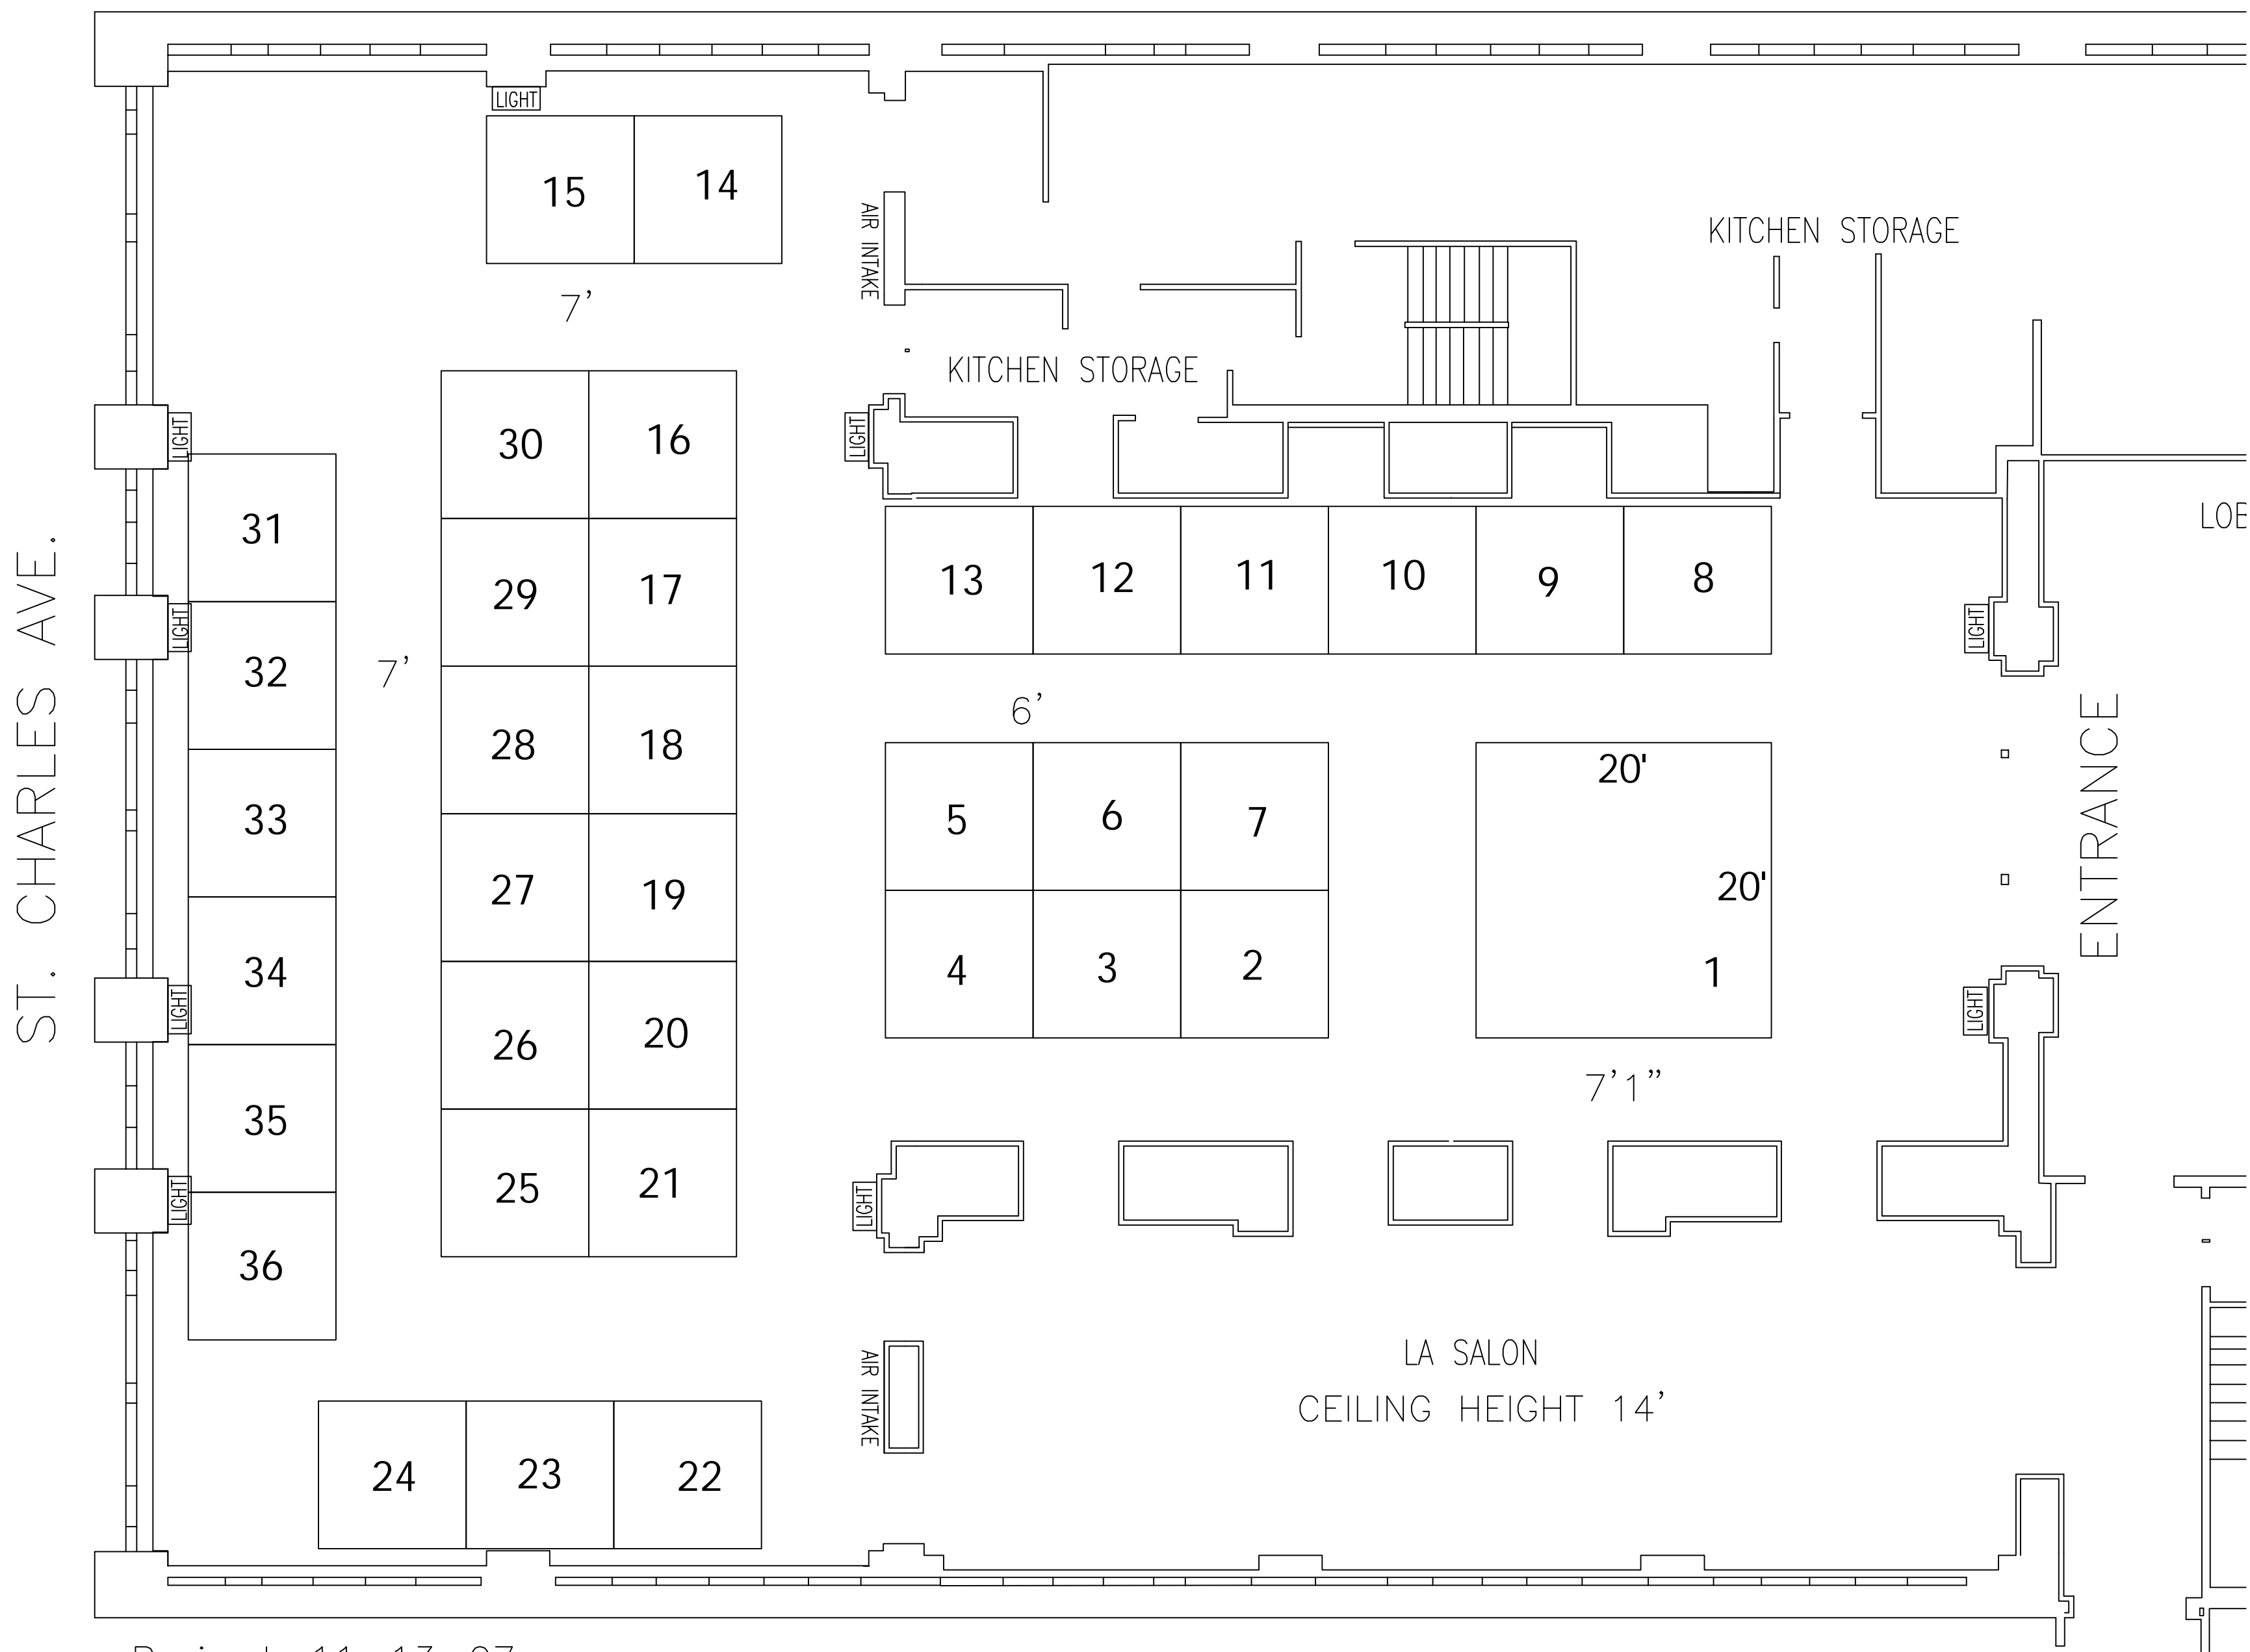 LIGHT
15 14
AIR INTAKE
KITCHEN STORAGE
7’
KITCHEN STORAGE
30 16
LIGHT
LIGHT
31
29 17
13 12 11 10 9 8
LIGHT
LIGHT
32
7’
6’
28 18
20'
5 6 7
33
27 19
20'
ST. CHARLES AVE.
ENTRANCE
34
4 3 2
1
LIGHT
LIGHT
26 20
7’1”
35
25 21
LIGHT
LIGHT
36
AIR INTAKE
LA SALON
CEILING HEIGHT 14’
24 23 22